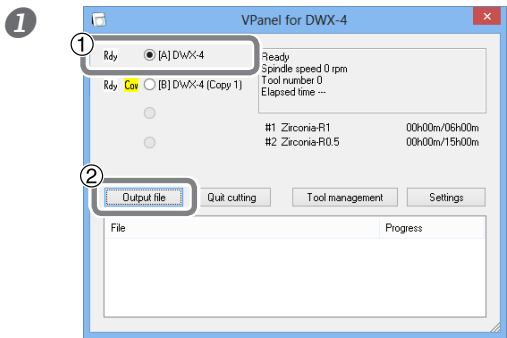 1
VPanel for DWX-4
1
Rdy [A] DWX-4
Rdy Cov [B] DWX-4 (Copy 1)
Ready
Spindle speed 0 rpm
Tool number 0
Elapsed time ---
#1 Zirconia-R1 00h00m/06h00m
#2 Zirconia-R0.5 00h00m/15h00m
2
Output file Quit cutting Tool management Settings
File Progress